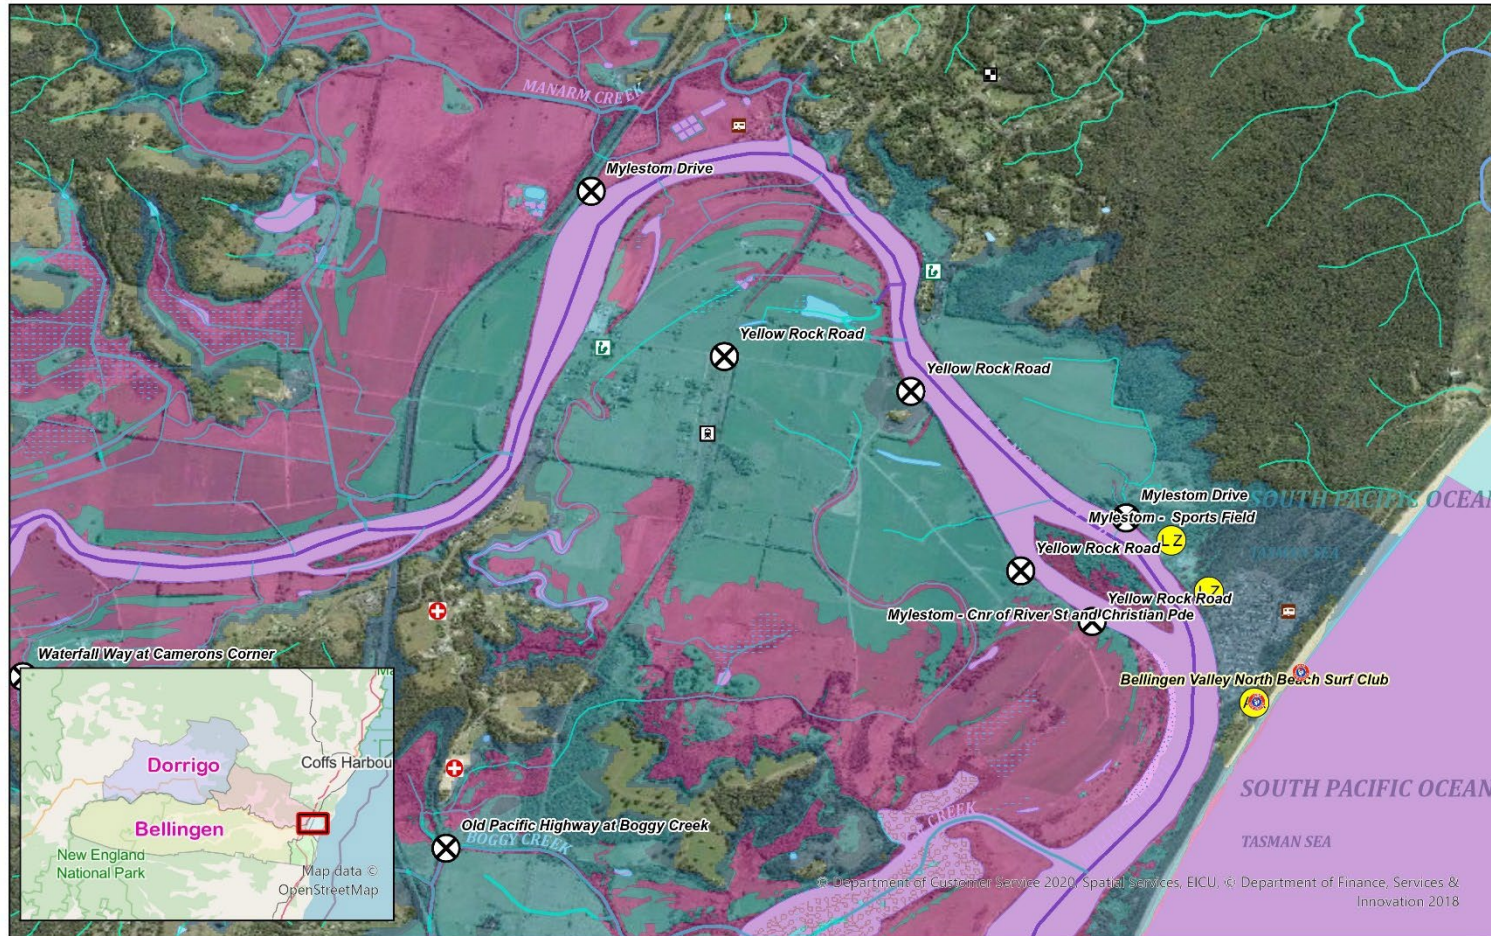 MANARM CREEK
Mylestom Drive
Yellow Rock Road
Yellow Rock Road
Mylestom Drive
SOUTH PACIFIC OCEAN
Mylestom - Sports Field
LZ
TASMAN SEA
Yellow Rock Road
LZ
Yellow Rock Road
Mylestom - Cnr of River St and Christian Pde
Waterfall Way at Camerons Corner
Bellingen Valley North Beach Surf Club
Dorrigo
Coffs Harbou
Bellingen
New England
National Park
Map data ©
OpenStreetMap
Old Pacific Highway at Boggy Creek
BOGGY CREEK
CREEK
SOUTH PACIFIC OCEAN
TASMAN SEA
© Department of Customer Service 2020, Spatial Services, EICU, © Department of Finance, Services &
Innovation 2018